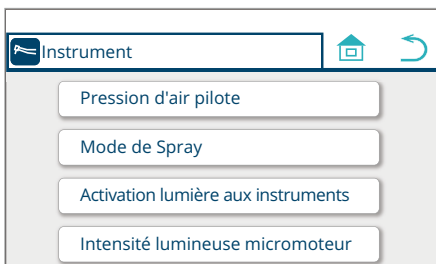 Instrument
Pression d'air pilote
Mode de Spray
Activation lumière aux instruments
Intensité lumineuse micromoteur